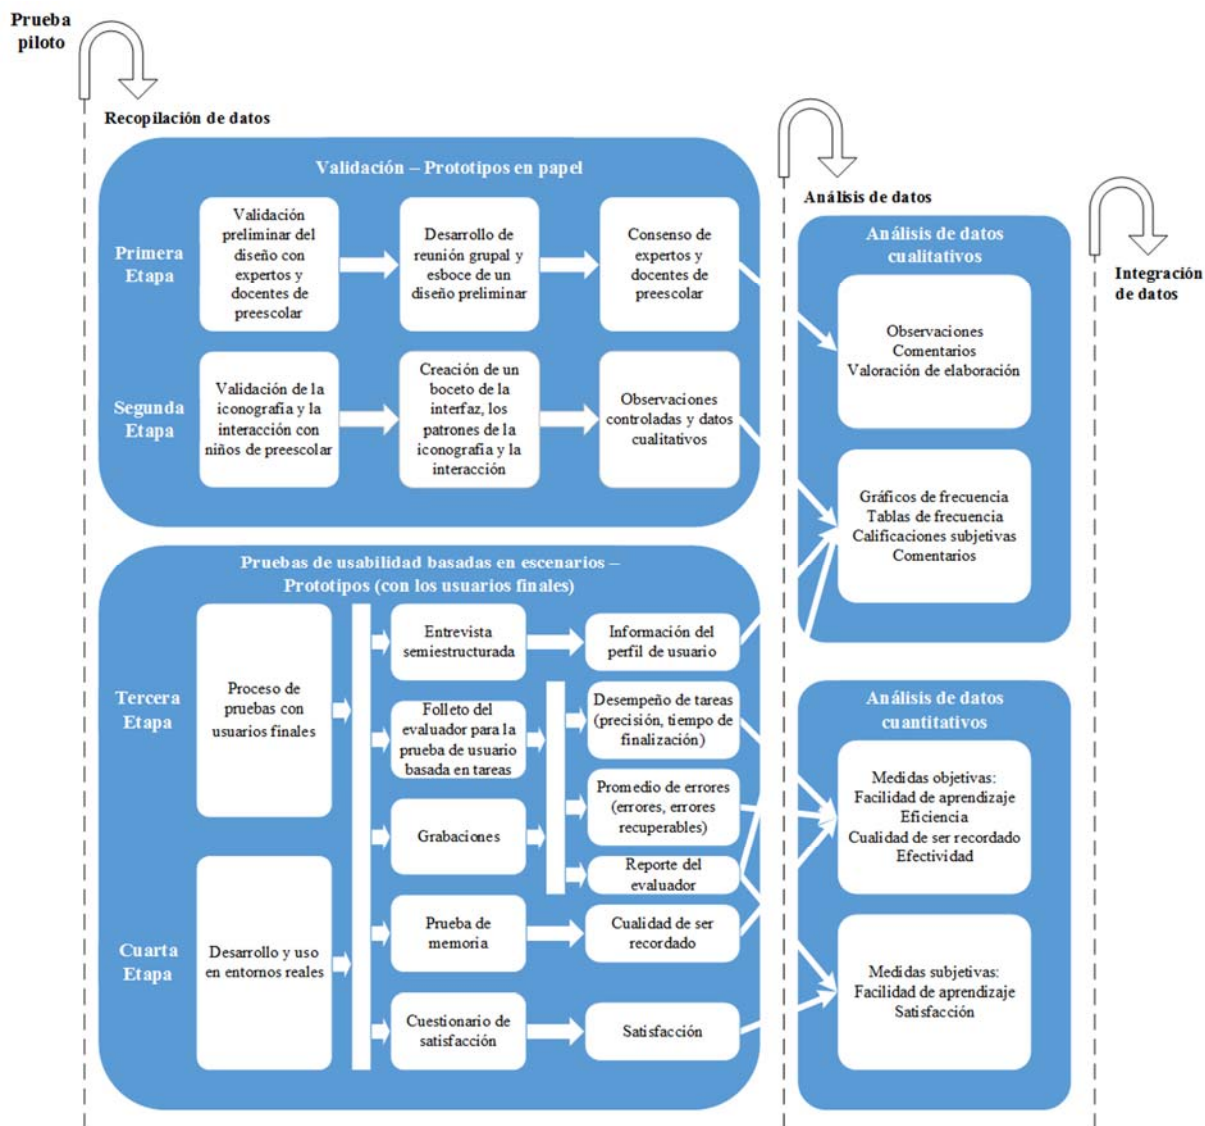 Prueba
piloto
Recopilación de datos
Validación – Prototipos en papel
Primera
Etapa
Validación
preliminar del
diseño con
expertos y
docentes de
preescolar
Desarrollo de
reunión grupal y
esboce de un
diseño preliminar
Consenso de
expertos y
docentes de
preescolar
Segunda
Etapa
Validación de la
iconografía y la
interacción con
niños de preescolar
Creación de un
boceto de la
interfaz, los
patrones de la
iconografía y la
interacción
Observaciones
controladas y datos
cualitativos
Pruebas de usabilidad basadas en escenarios –
Prototipos (con los usuarios finales)
Tercera
Etapa
Proceso de
pruebas con
usuarios finales
Cuarta
Etapa
Desarrollo y uso
en entornos reales
Entrevista
semiestructurada
Folleto del
evaluador para la
prueba de usuario
basada en tareas
Grabaciones
Prueba de
memoria
Cuestionario de
satisfacción
Información del
perfil de usuario
Desempeño de tareas
(precisión, tiempo de
finalización)
Promedio de errores
(errores, errores
recuperables)
Reporte del
evaluador
Cualidad de ser
recordado
Satisfacción
Análisis de datos
Análisis de datos
cualitativos
Observaciones
Comentarios
Valoración de elaboración
Gráficos de frecuencia
Tablas de frecuencia
Calificaciones subjetivas
Comentarios
Análisis de datos
cuantitativos
Medidas objetivas:
Facilidad de aprendizaje
Eficiencia
Cualidad de ser recordado
Efectividad
Medidas subjetivas:
Facilidad de aprendizaje
Satisfacción
Integración
de datos